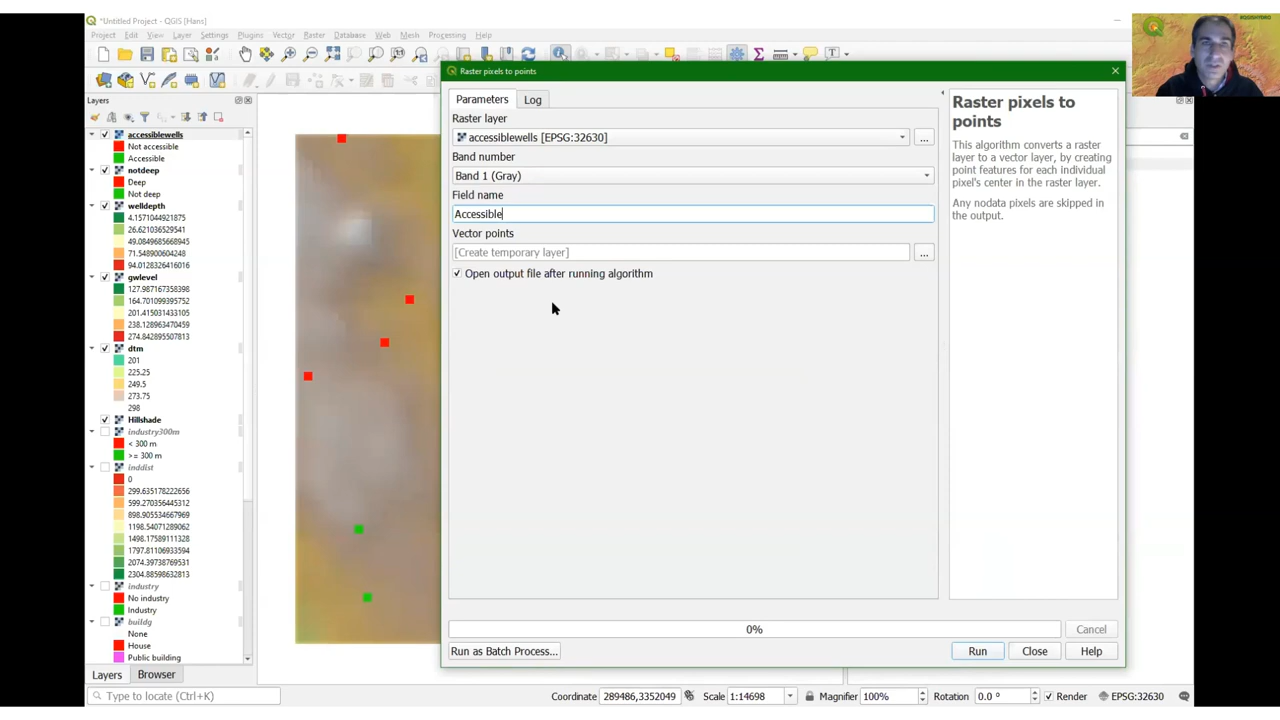 *Untitled Project - QGIS [Hans]
Project Edit View Layer Settings Plugins Vector Raster Database Web Mesh Processing Help
Layers
accessiblewells
Not accessible
Accessible
notdeep
Deep
Not deep
welldepth
4.1571044921875
26.621036529541
49.0849685668945
71.548900604248
94.0128326416016
gwlevel
127.987167358398
164.701099395752
201.415031433105
238.128963470459
274.842895507813
dtm
201
225.25
249.5
273.75
298
Hillshade
industry300m
< 300 m
>= 300 m
inddist
0
299.635178222656
599.270356445312
898.905534667969
1198.54071289062
1498.17589111328
1797.81106933594
2074.39738769531
2304.88598632813
industry
No industry
Industry
buildg
None
House
Public building
Layers Browser
Raster pixels to points
Parameters Log
Raster layer
accessiblewells [EPSG:32630]
...
Band number
Band 1 (Gray)
Field name
Accessible
Vector points
[Create temporary layer]
...
Open output file after running algorithm
0%
Cancel
Run as Batch Process...
Run Close Help
Raster pixels to
points
This algorithm converts a raster
layer to a vector layer, by creating
point features for each individual
pixel's center in the raster layer.
Any nodata pixels are skipped in
the output.
Type to locate (Ctrl+K)
Coordinate 289486,3352049 Scale 1:14698 Magnifier 100% Rotation 0.0 ° Render EPSG:32630